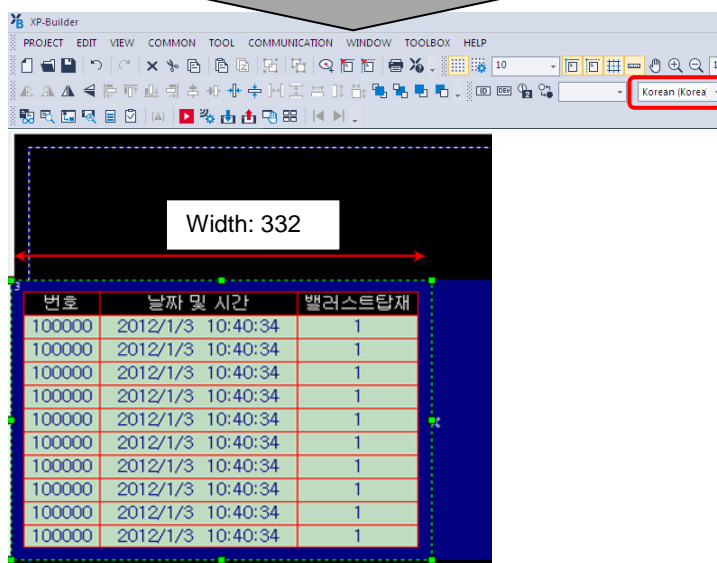 XP-Builder
PROJECT EDIT VIEW COMMON TOOL COMMUNICATION WINDOW TOOLBOX HELP
10
Korean (Korea)
Width: 332
3
번호 날짜 및 시간 밸러스트탑재
100000 2012/1/3 10:40:34 1
100000 2012/1/3 10:40:34 1
100000 2012/1/3 10:40:34 1
100000 2012/1/3 10:40:34 1
100000 2012/1/3 10:40:34 1
100000 2012/1/3 10:40:34 1
100000 2012/1/3 10:40:34 1
100000 2012/1/3 10:40:34 1
100000 2012/1/3 10:40:34 1
100000 2012/1/3 10:40:34 1